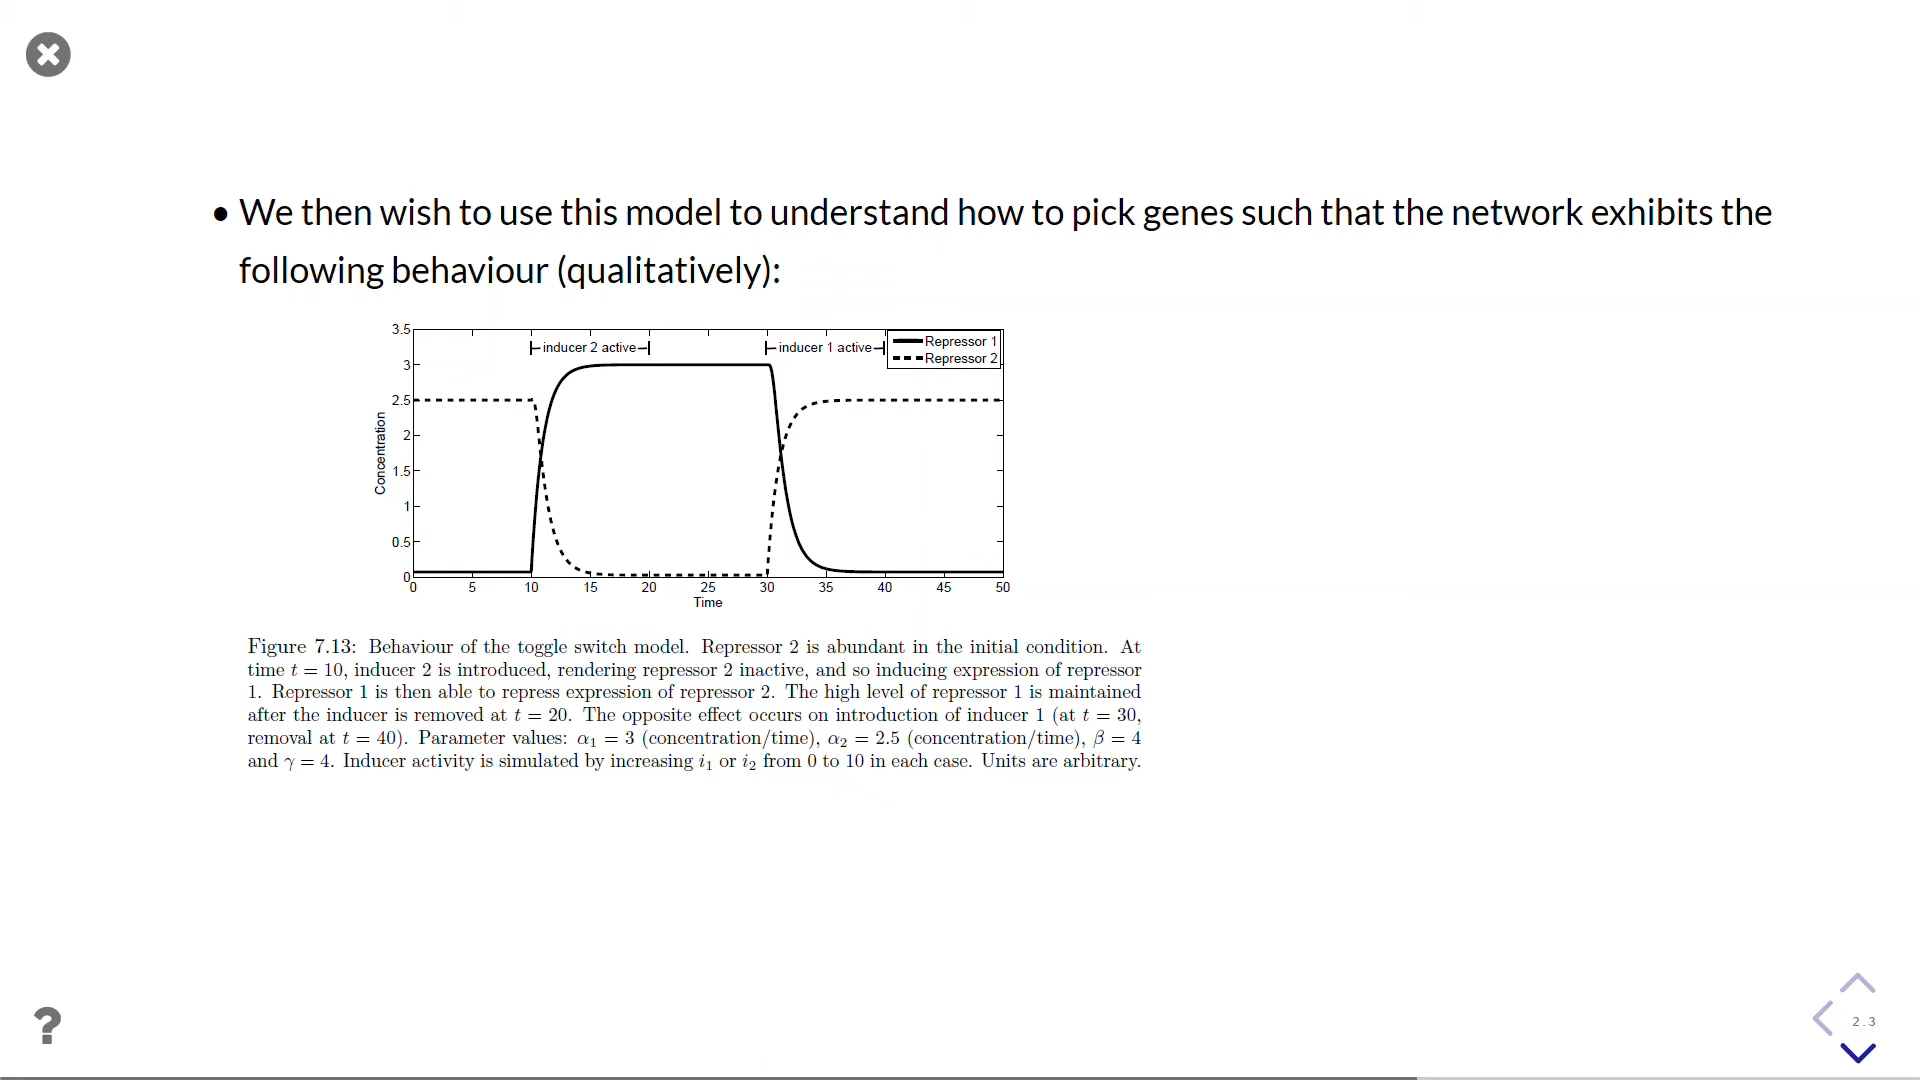 • We then wish to use this model to understand how to pick genes such that the network exhibits the
following behaviour (qualitatively):
3.5
3
2.5
2
1.5
1
0.5
0
Concentration
inducer 2 active
inducer 1 active
Repressor 1
Repressor 2
0 5 10 15 20 25 30 35 40 45 50
Time
Figure 7.13: Behaviour of the toggle switch model. Repressor 2 is abundant in the initial condition. At
time t = 10, inducer 2 is introduced, rendering repressor 2 inactive, and so inducing expression of repressor
1. Repressor 1 is then able to repress expression of repressor 2. The high level of repressor 1 is maintained
after the inducer is removed at t = 20. The opposite effect occurs on introduction of inducer 1 (at t = 30,
removal at t = 40). Parameter values: α₁ = 3 (concentration/time), α₂ = 2.5 (concentration/time), β = 4
and γ = 4. Inducer activity is simulated by increasing i₁ or i₂ from 0 to 10 in each case. Units are arbitrary.
?
2.3